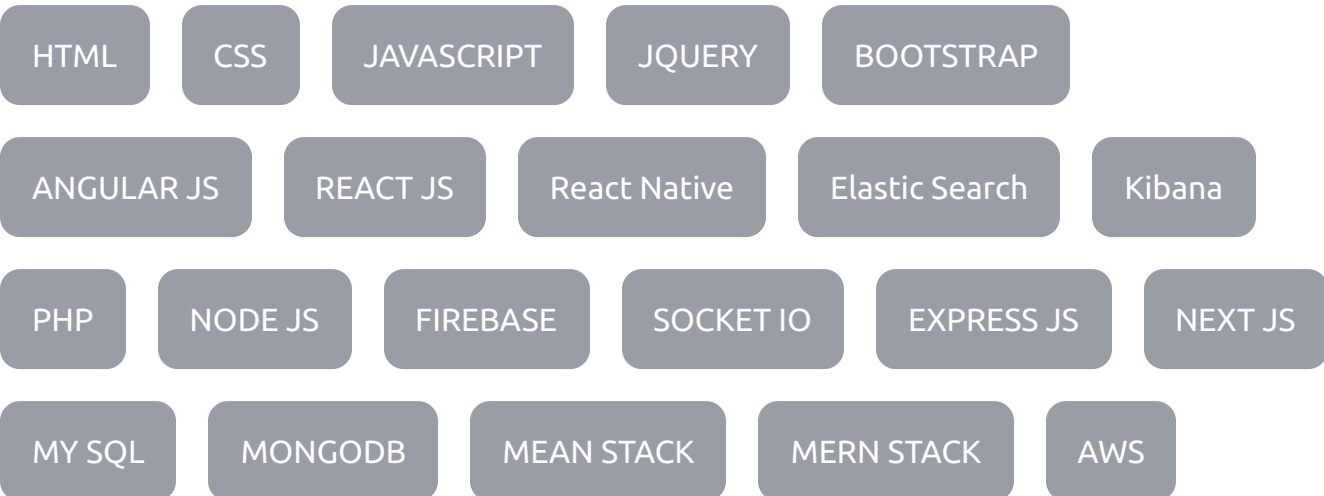 HTML CSS JAVASCRIPT JQUERY BOOTSTRAP
ANGULAR JS REACT JS React Native Elastic Search Kibana
PHP NODE JS FIREBASE SOCKET IO EXPRESS JS NEXT JS
MY SQL MONGODB MEAN STACK MERN STACK AWS